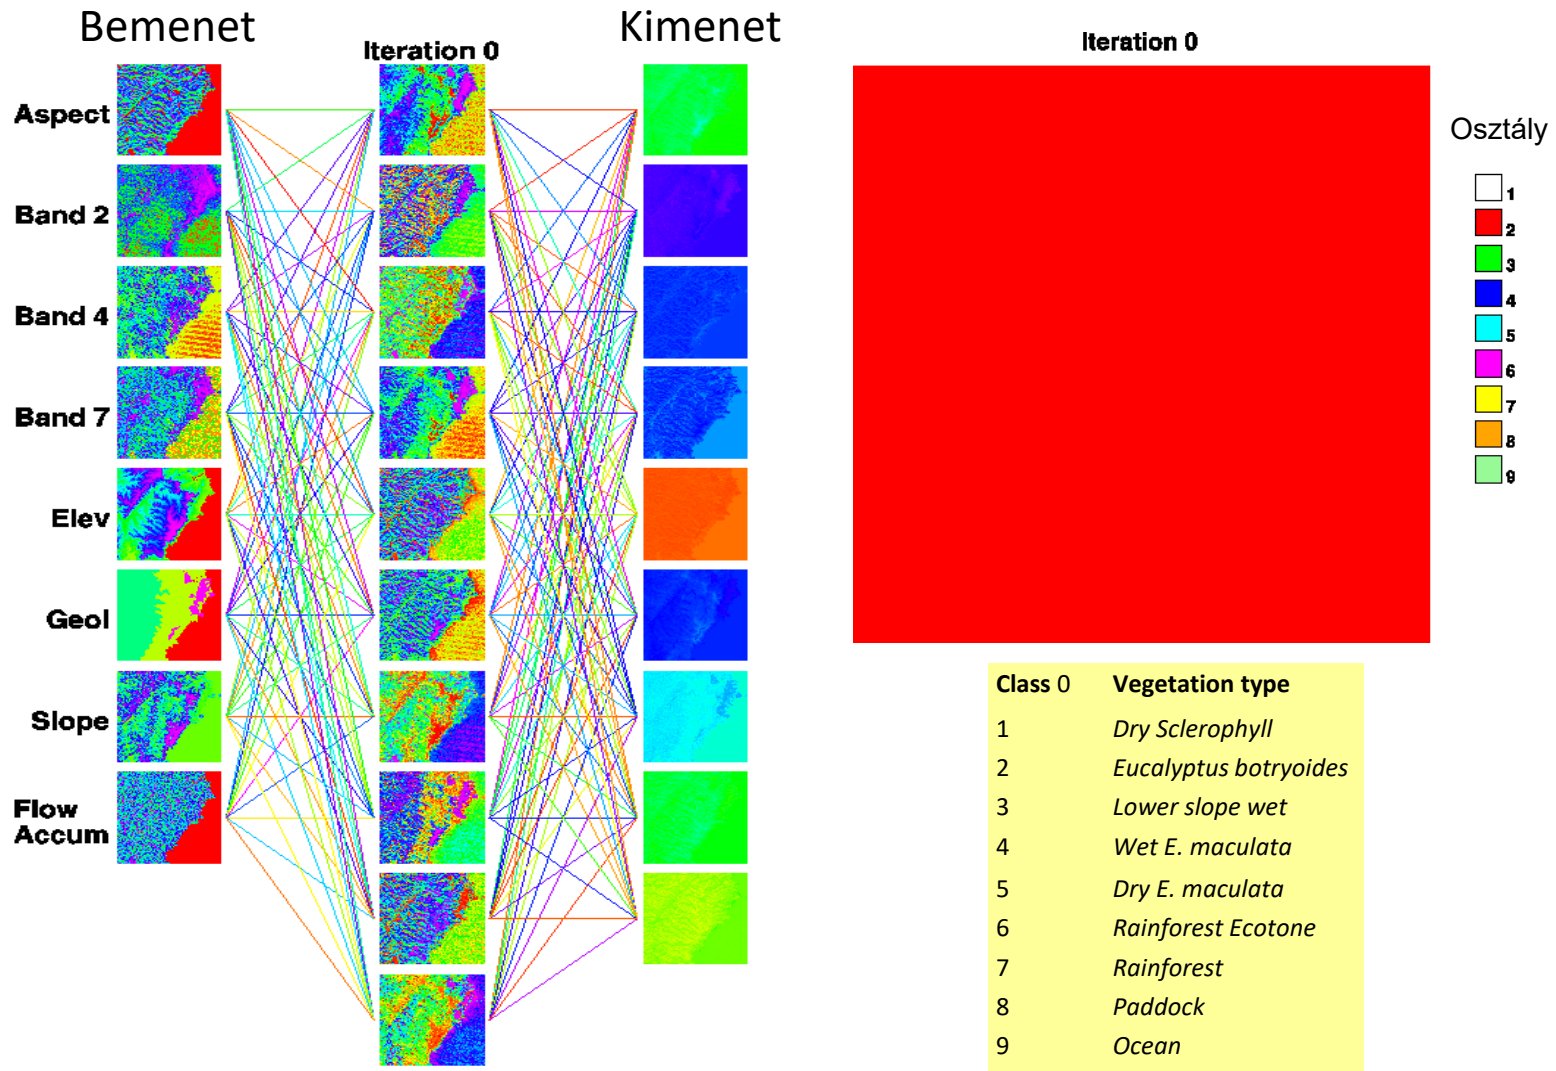 Bemenet
Kimenet
Iteration 0
Iteration 0
Aspect
Band 2
Band 4
Band 7
Elev
Geol
Slope
Flow
Accum
Osztály
1
2
3
4
5
6
7
8
9
Class 0 Vegetation type
1 Dry Sclerophyll
2 Eucalyptus botryoides
3 Lower slope wet
4 Wet E. maculata
5 Dry E. maculata
6 Rainforest Ecotone
7 Rainforest
8 Paddock
9 Ocean